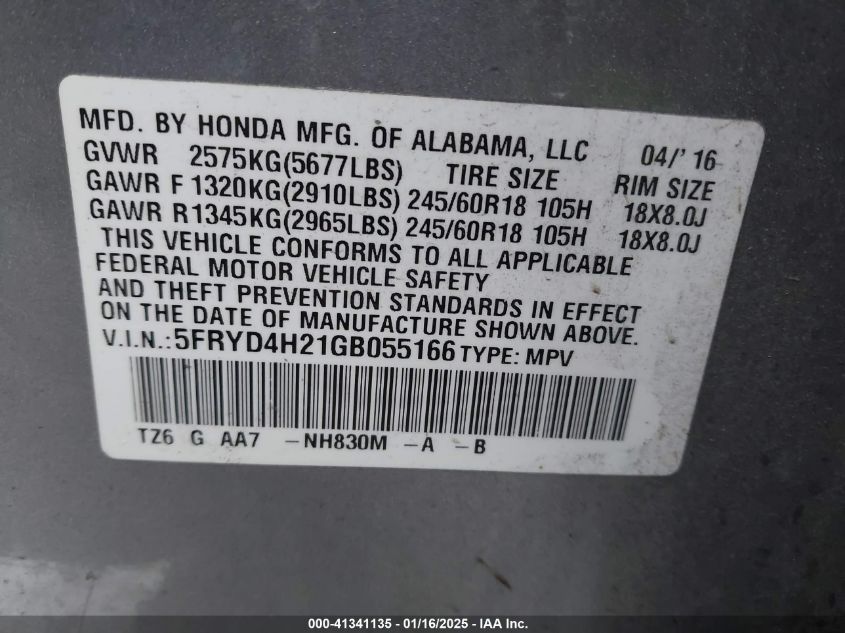 MFD. BY HONDA MFG. OF ALABAMA, LLC 04/' 16
GVWR 2575KG(5677LBS) TIRE SIZE RIM SIZE
GAWR F 1320KG(2910LBS) 245/60R18 105H 18X8.0J
GAWR R 1345KG(2965LBS) 245/60R18 105H 18X8.0J
THIS VEHICLE CONFORMS TO ALL APPLICABLE
FEDERAL MOTOR VEHICLE SAFETY
AND THEFT PREVENTION STANDARDS IN EFFECT
ON THE DATE OF MANUFACTURE SHOWN ABOVE.
V.I.N.:5FRYD4H21GB055166 TYPE: MPV
TZ6 G AA7 -NH830M -A -B
000-41341135 - 01/16/2025 - IAA Inc.